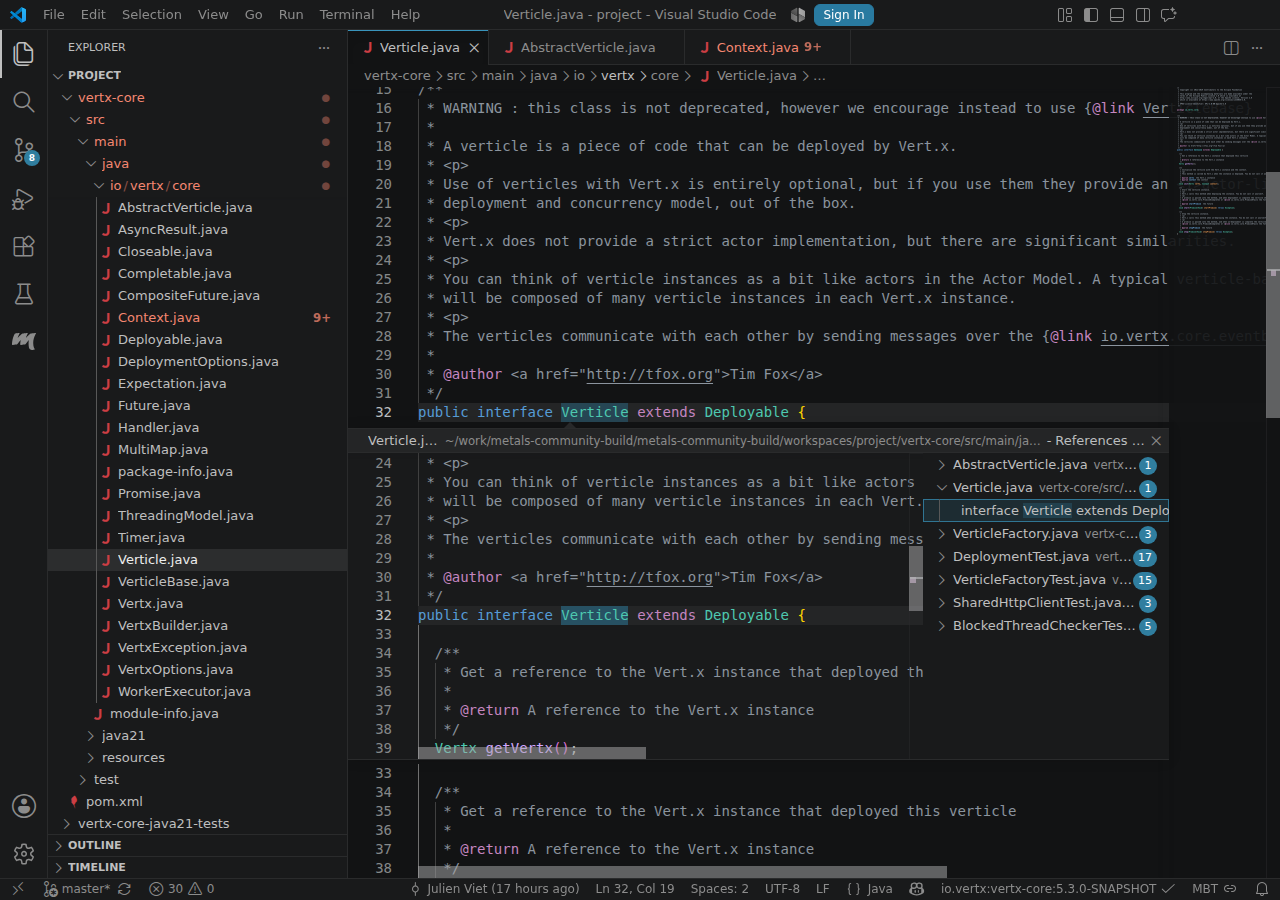 File Edit Selection View Go Run Terminal Help
Verticle.java - project - Visual Studio Code
Sign In
EXPLORER
PROJECT
vertx-core
src
main
java
io / vertx / core
AbstractVerticle.java
AsyncResult.java
Closeable.java
Completable.java
CompositeFuture.java
Context.java 9+
Deployable.java
DeploymentOptions.java
Expectation.java
Future.java
Handler.java
MultiMap.java
package-info.java
Promise.java
ThreadingModel.java
Timer.java
Verticle.java
VerticleBase.java
Vertx.java
VertxBuilder.java
VertxException.java
VertxOptions.java
WorkerExecutor.java
module-info.java
java21
resources
test
pom.xml
vertx-core-java21-tests
OUTLINE
TIMELINE
8
Verticle.java
AbstractVerticle.java
Context.java 9+
vertx-core > src > main > java > io > vertx > core > Verticle.java > ...
15 /**
16 * WARNING : this class is not deprecated, however we encourage instead to use {@link VerticleBase}
17 *
18 * A verticle is a piece of code that can be deployed by Vert.x.
19 * <p>
20 * Use of verticles with Vert.x is entirely optional, but if you use them they provide an actor-l
21 * deployment and concurrency model, out of the box.
22 * <p>
23 * Vert.x does not provide a strict actor implementation, but there are significant similarities.
24 * <p>
25 * You can think of verticle instances as a bit like actors in the Actor Model. A typical verticle-b
26 * will be composed of many verticle instances in each Vert.x instance.
27 * <p>
28 * The verticles communicate with each other by sending messages over the {@link io.vertx.core.event
29 *
30 * @author <a href="http://tfox.org">Tim Fox</a>
31 */
32 public interface Verticle extends Deployable {
Verticle.j... ~/work/metals-community-build/metals-community-build/workspaces/project/vertx-core/src/main/ja... - References ...
24 * <p>
25 * You can think of verticle instances as a bit like actors
26 * will be composed of many verticle instances in each Vert.
27 * <p>
28 * The verticles communicate with each other by sending mess
29 *
30 * @author <a href="http://tfox.org">Tim Fox</a>
31 */
32 public interface Verticle extends Deployable {
33
34 /**
35 * Get a reference to the Vert.x instance that deployed th
36 *
37 * @return A reference to the Vert.x instance
38 */
39 Vertx getVertx();
AbstractVerticle.java vertx... 1
Verticle.java vertx-core/src/... 1
interface Verticle extends Deplo
VerticleFactory.java vertx-c... 3
DeploymentTest.java vert... 17
VerticleFactoryTest.java v... 15
SharedHttpClientTest.java... 3
BlockedThreadCheckerTes... 5
33
34 /**
35 * Get a reference to the Vert.x instance that deployed this verticle
36 *
37 * @return A reference to the Vert.x instance
38 */
master* 30 0 Julien Viet (17 hours ago) Ln 32, Col 19 Spaces: 2 UTF-8 LF { } Java io.vertx:vertx-core:5.3.0-SNAPSHOT MBT